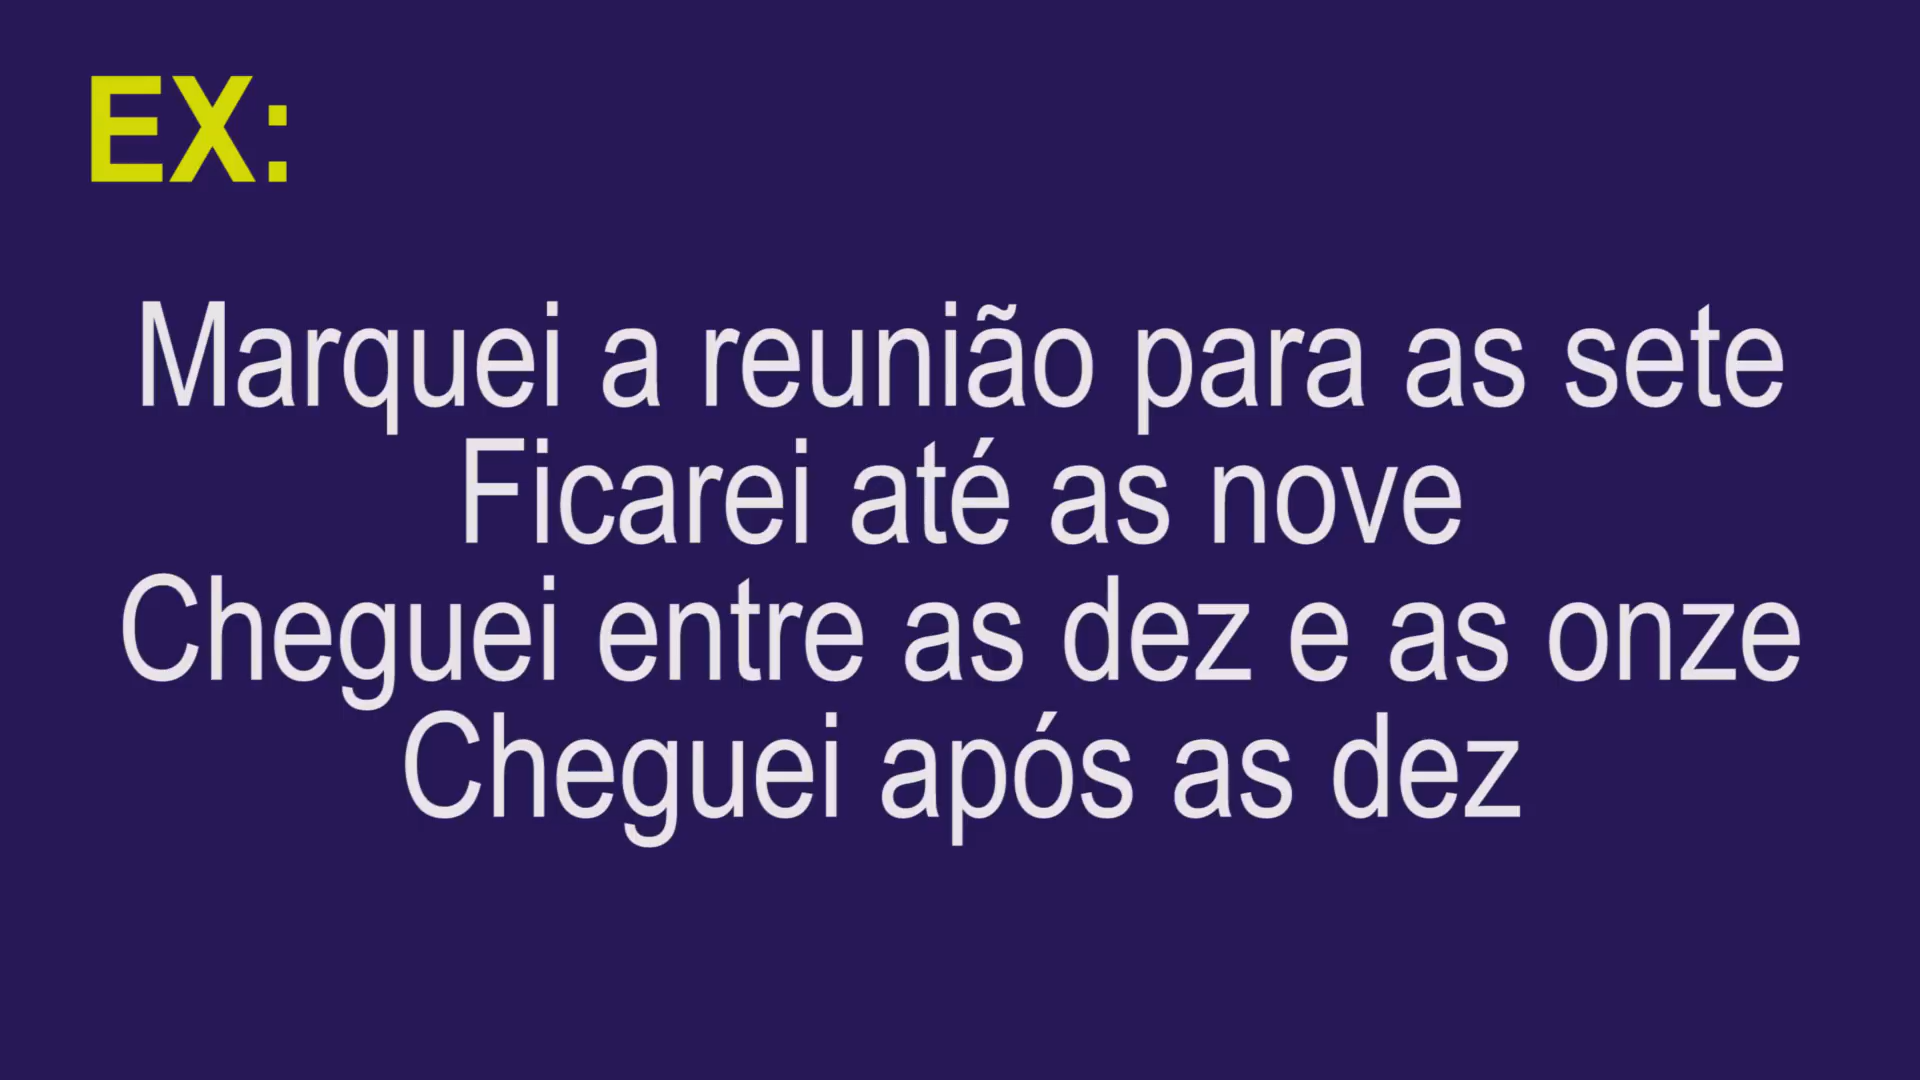 EX:
Marquei a reunião para as sete
Ficarei até as nove
Cheguei entre as dez e as onze
Cheguei após as dez